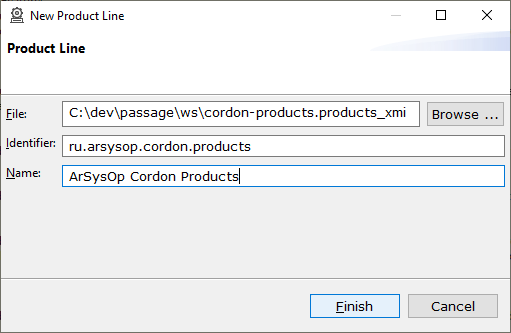 New Product Line
Product Line
File: C:\dev\passage\ws\cordon-products.products_xmi Browse ...
Identifier: ru.arsysop.cordon.products
Name: ArSysOp Cordon Products
Finish Cancel